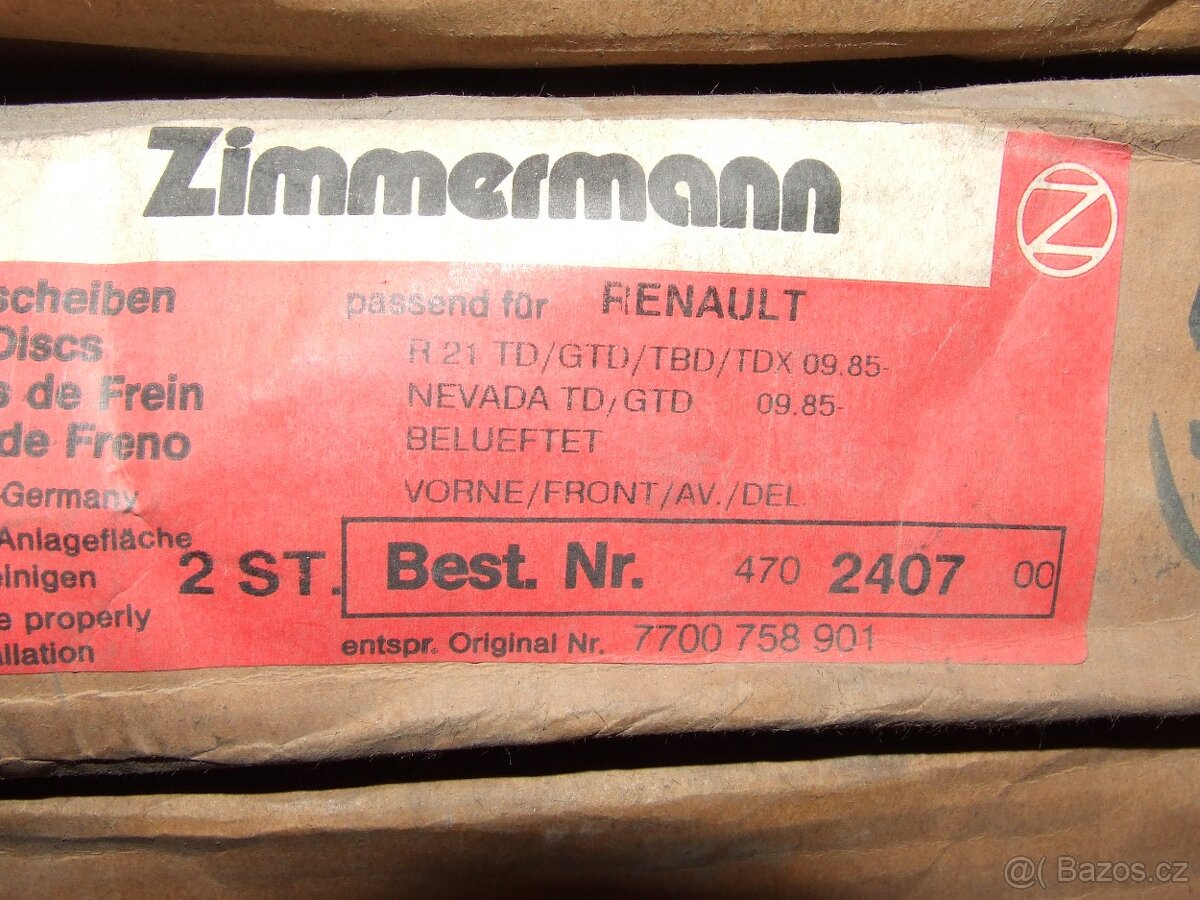 Zimmermann
Z
scheiben
Discs
s de Frein
de Freno
-Germany
Anlagefläche
einigen
e properly
allation
2 ST.
passend für RENAULT
R 21 TD/GTD/TBD/TDX 09.85-
NEVADA TD/GTD 09.85-
BELUEFTET
VORNE/FRONT/AV./DEL.
Best. Nr. 470 2407 00
entspr. Original Nr. 7700 758 901
@( Bazos.cz